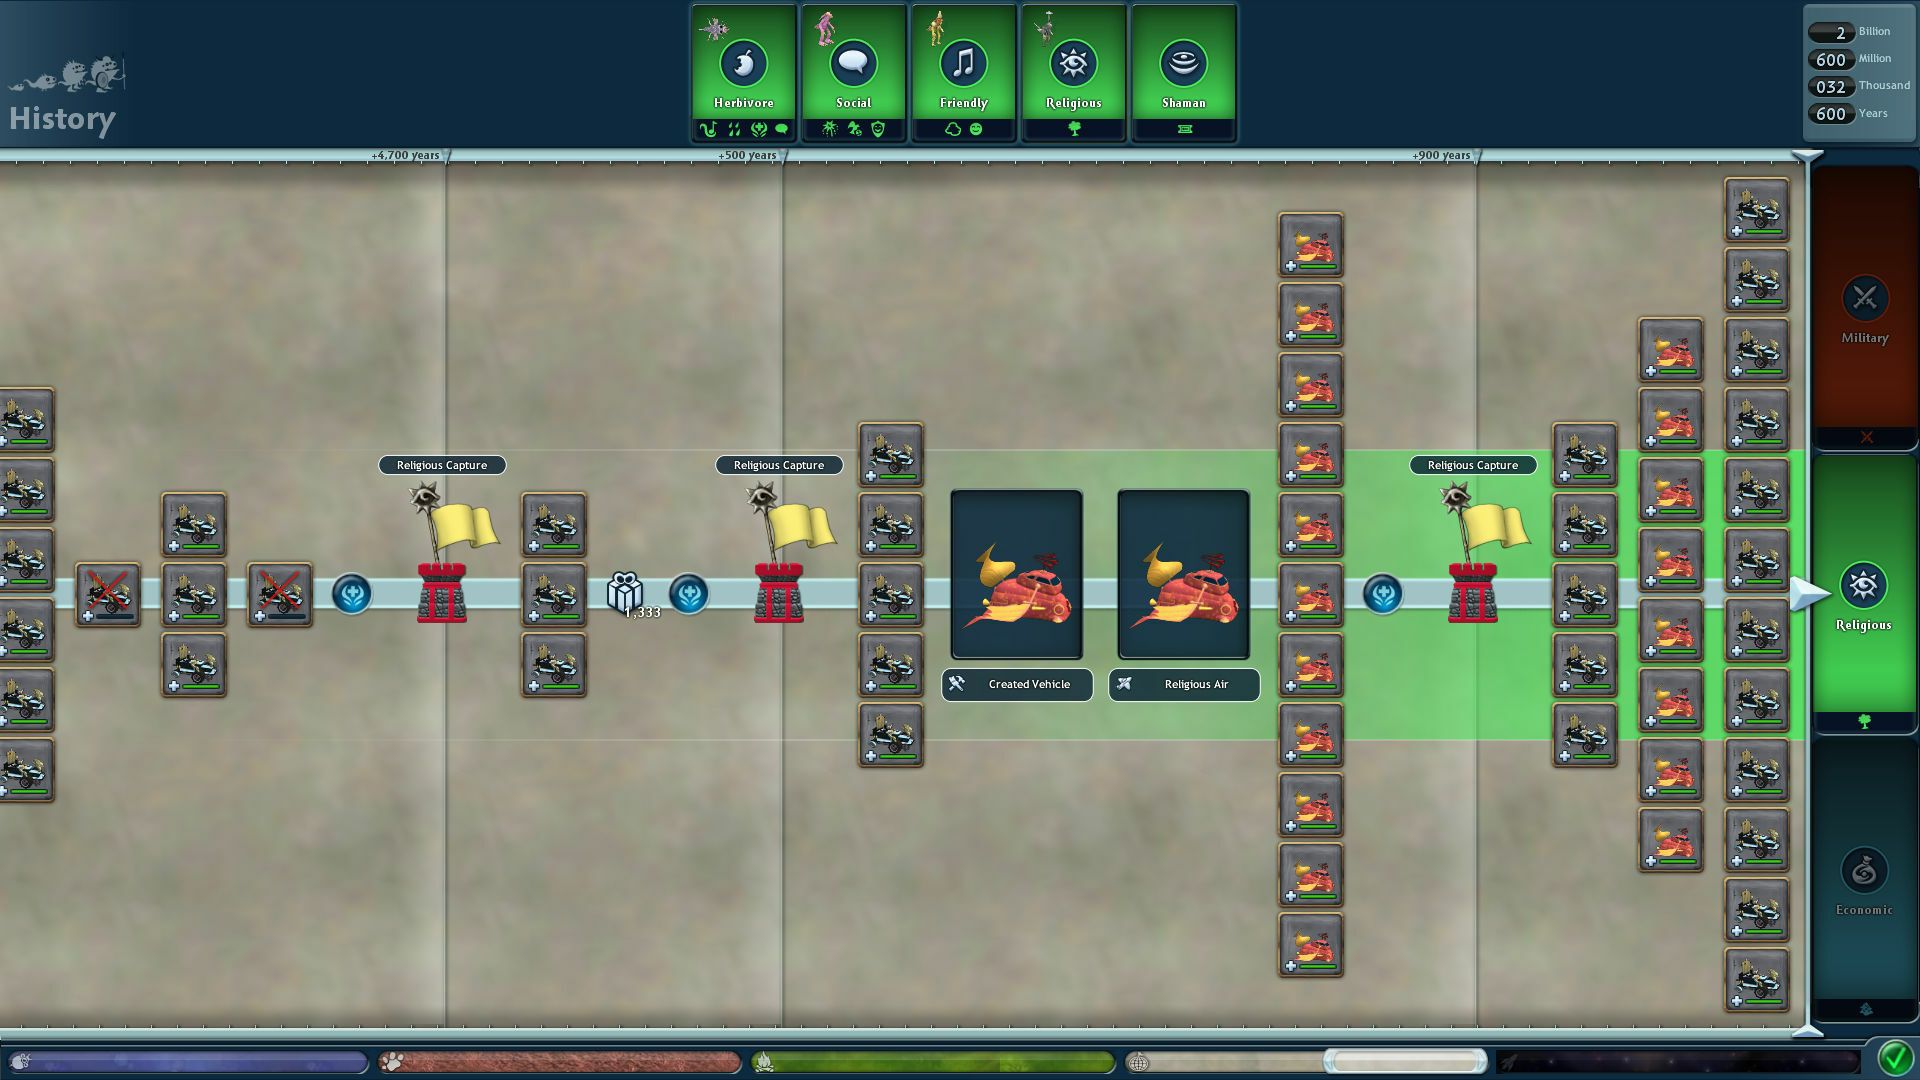 History
Herbivore
Social
Friendly
Religious
Shaman
2 Billion
600 Million
032 Thousand
600 Years
+4,700 years
+500 years
+900 years
Military
Religious Capture
Religious Capture
Religious Capture
1,333
Religious
Created Vehicle
Religious Air
Economic